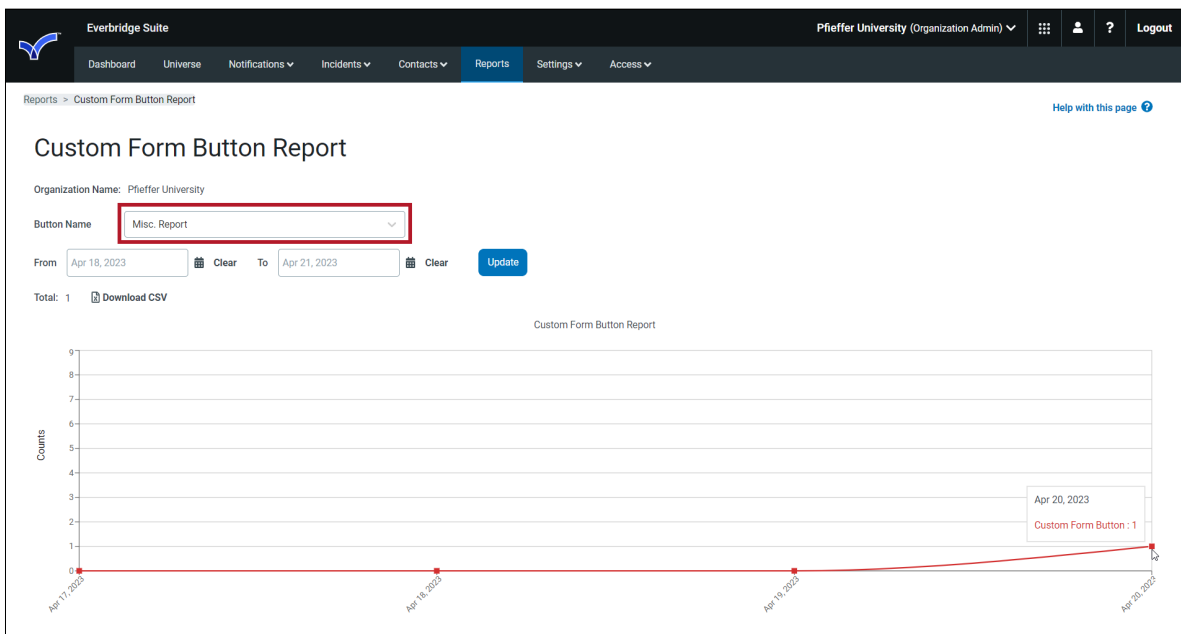 Everbridge Suite
Pfieffer University (Organization Admin)
?
Logout
Dashboard Universe Notifications Incidents Contacts Reports Settings Access
Reports > Custom Form Button Report
Help with this page ?
Custom Form Button Report
Organization Name: Pfieffer University
Button Name Misc. Report
From Apr 18, 2023 Clear To Apr 21, 2023 Clear Update
Total: 1 Download CSV
Custom Form Button Report
9
8
7
6
5
4
3
2
1
0
Counts
Apr 20, 2023
Custom Form Button : 1
Apr 17, 2023
Apr 18, 2023
Apr 19, 2023
Apr 20, 2023